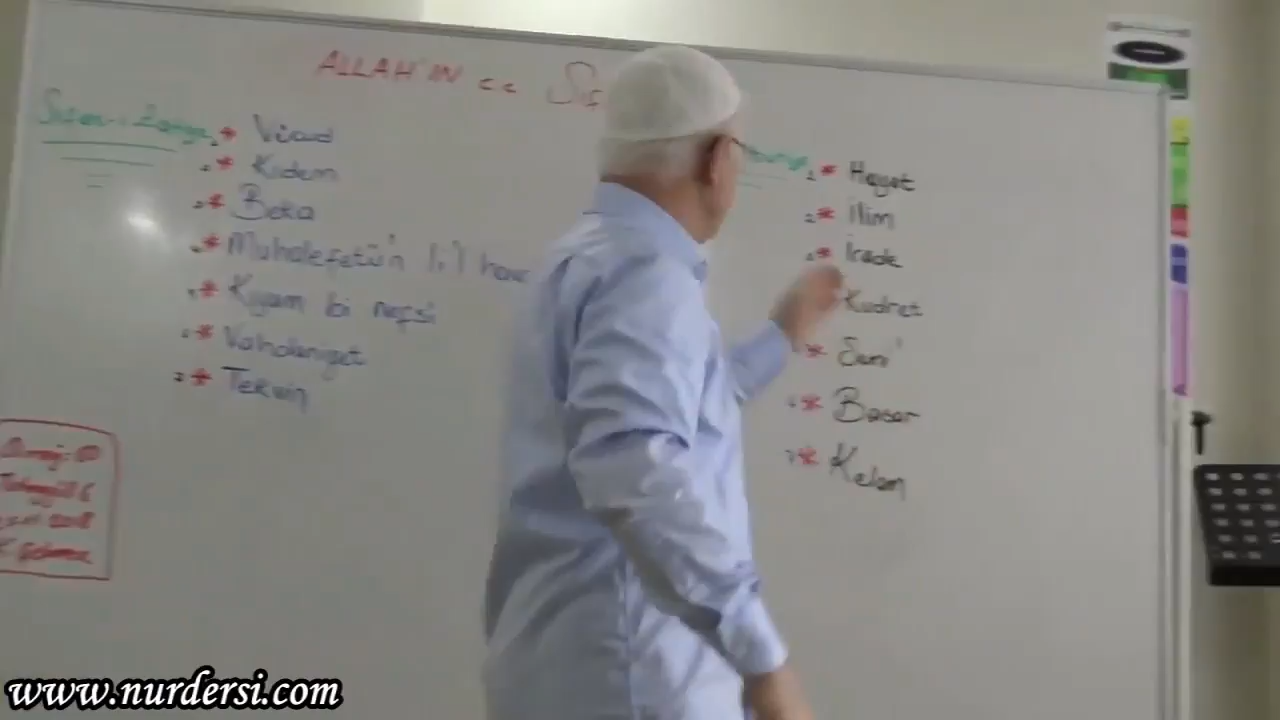 ALLAH'IN c.c
Vücud
Kıdem
Beka
Muhalefetü'n li'l hav
Kıyam bi nefsi
Vahdaniyet
Tekvin
Hayat
İlim
İrade
Kudret
Semi'
Basar
Kelam
www.nurdersi.com